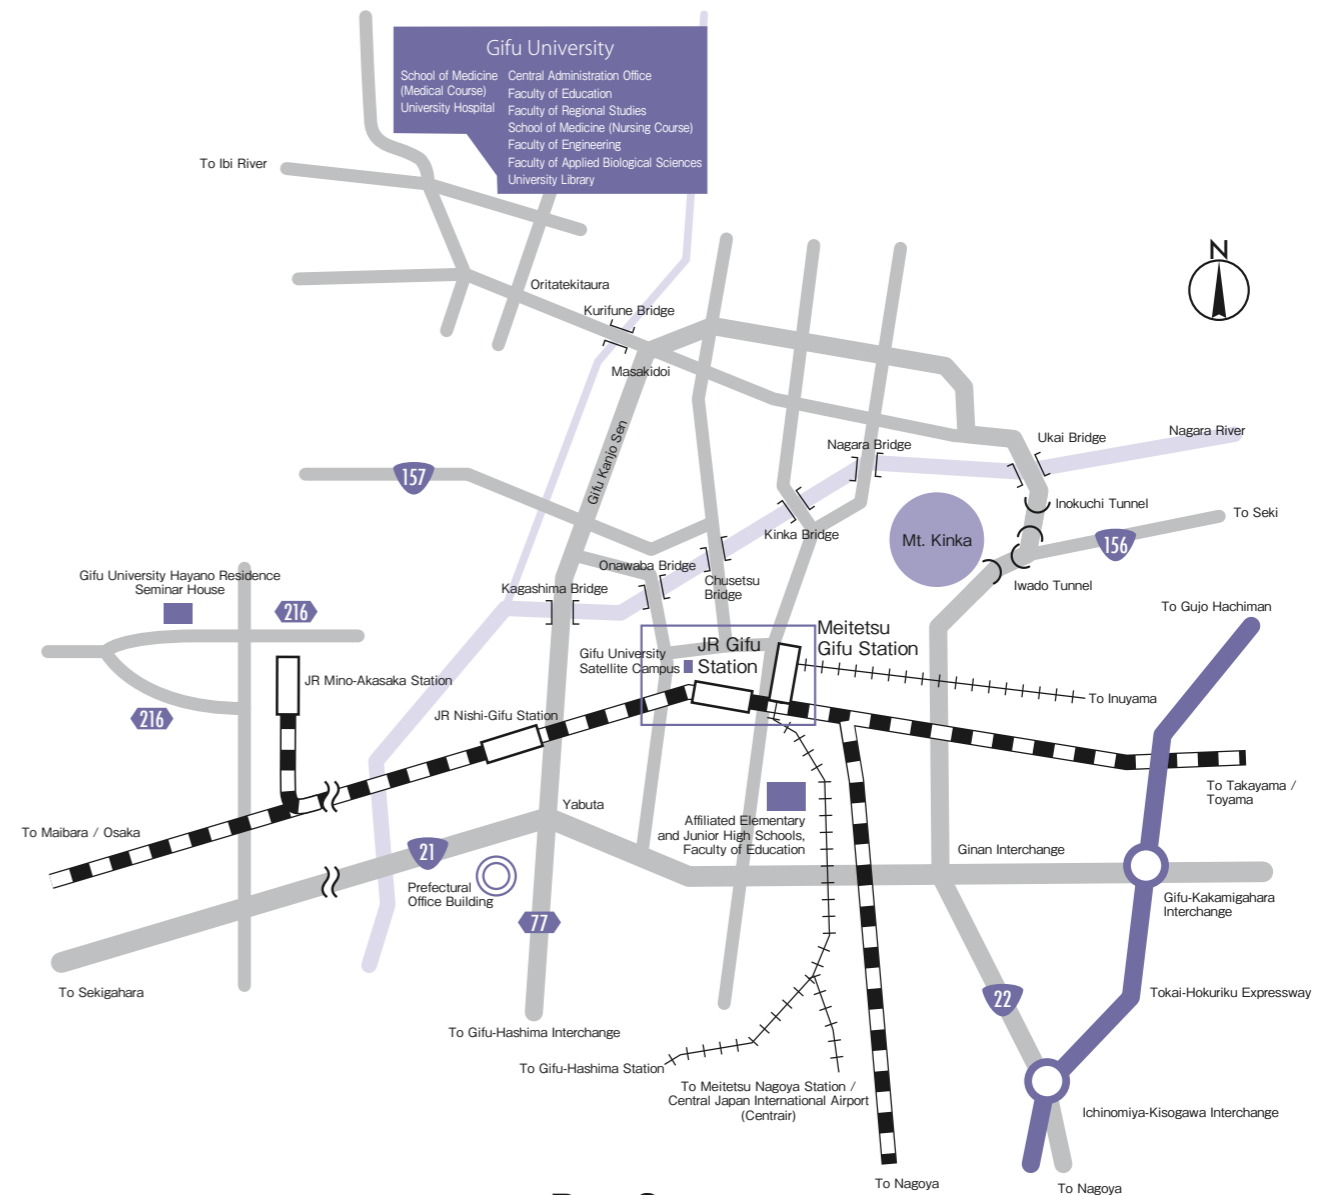 Gifu University
School of Medicine
(Medical Course)
University Hospital
Central Administration Office
Faculty of Education
Faculty of Regional Studies
School of Medicine (Nursing Course)
Faculty of Engineering
Faculty of Applied Biological Sciences
University Library
To Ibi River
N
Oritatekitaura
Kurifune Bridge
Masakidoi
Gifu Kanjo Sen
Nagara Bridge
Ukai Bridge
Nagara River
157
Inokuchi Tunnel
To Seki
Kinka Bridge
Mt. Kinka
156
Onawaba Bridge
Chusetsu
Bridge
Iwado Tunnel
Kagashima Bridge
Gifu University Hayano Residence
Seminar House
216
To Gujo Hachiman
Meitetsu
Gifu Station
JR Gifu
Station
Gifu University
Satellite Campus
JR Mino-Akasaka Station
To Inuyama
216
JR Nishi-Gifu Station
To Takayama /
Toyama
Yabuta
To Maibara / Osaka
Affiliated Elementary
and Junior High Schools,
Faculty of Education
21
Ginan Interchange
Prefectural
Office Building
Gifu-Kakamigahara
Interchange
77
To Sekigahara
22
Tokai-Hokuriku Expressway
To Gifu-Hashima Interchange
To Gifu-Hashima Station
To Meitetsu Nagoya Station /
Central Japan International Airport
(Centrair)
Ichinomiya-Kisogawa Interchange
To Nagoya
To Nagoya